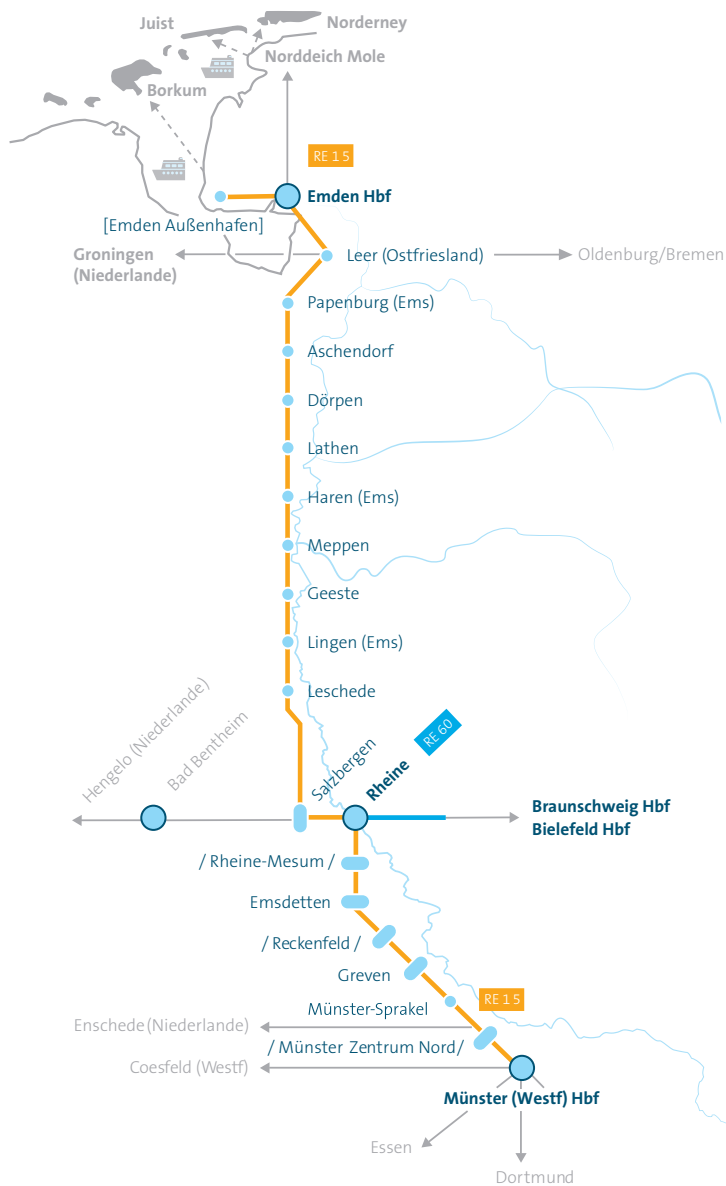 Juist
Norderney
Norddeich Mole
Borkum
RE 15
Emden Hbf
[Emden Außenhafen]
Groningen
(Niederlande)
Leer (Ostfriesland)
Oldenburg/Bremen
Papenburg (Ems)
Aschendorf
Dörpen
Lathen
Haren (Ems)
Meppen
Geeste
Lingen (Ems)
Leschede
Hengelo (Niederlande)
Bad Bentheim
Salzbergen
Rheine
RE 60
Braunschweig Hbf
Bielefeld Hbf
/ Rheine-Mesum /
Emsdetten
/ Reckenfeld /
Greven
Münster-Sprakel
RE 15
Enschede (Niederlande)
/ Münster Zentrum Nord/
Coesfeld (Westf)
Münster (Westf) Hbf
Essen
Dortmund